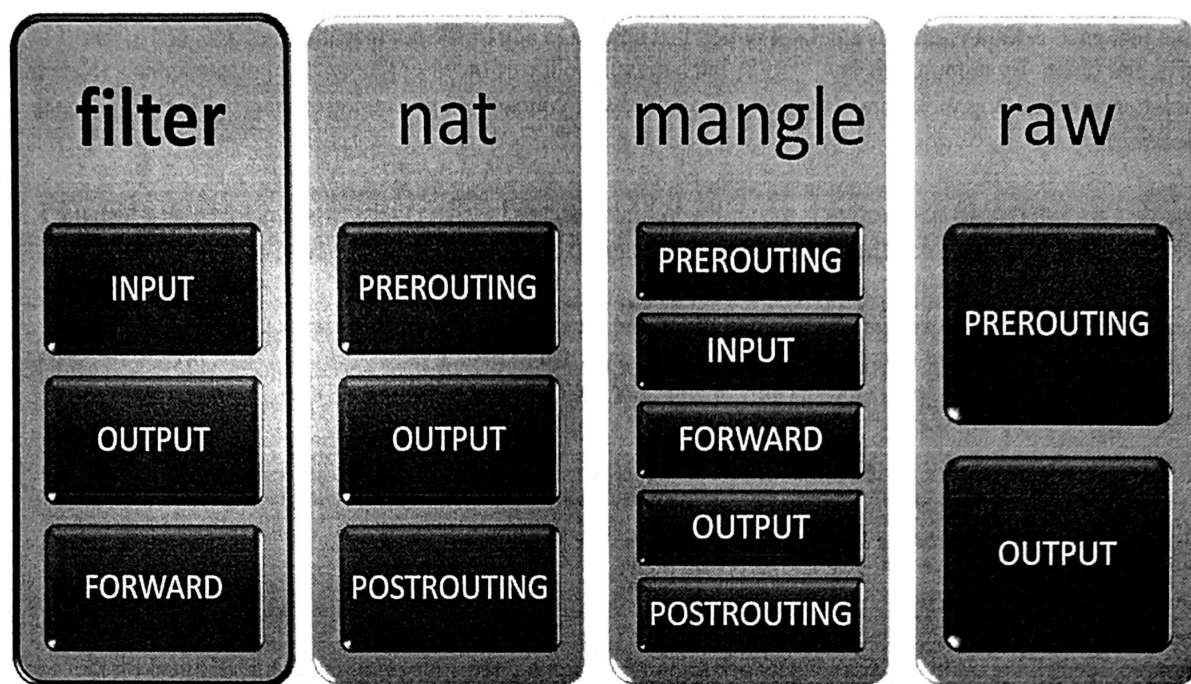 filter
INPUT
OUTPUT
FORWARD
nat
PREROUTING
OUTPUT
POSTROUTING
mangle
PREROUTING
INPUT
FORWARD
OUTPUT
POSTROUTING
raw
PREROUTING
OUTPUT